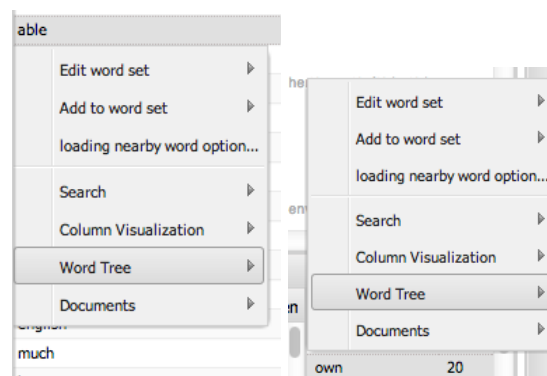 able
Edit word set
Add to word set
loading nearby word option...
Search
Column Visualization
Word Tree
Documents
english
much
Edit word set
Add to word set
loading nearby word option...
Search
Column Visualization
Word Tree
Documents
own 20